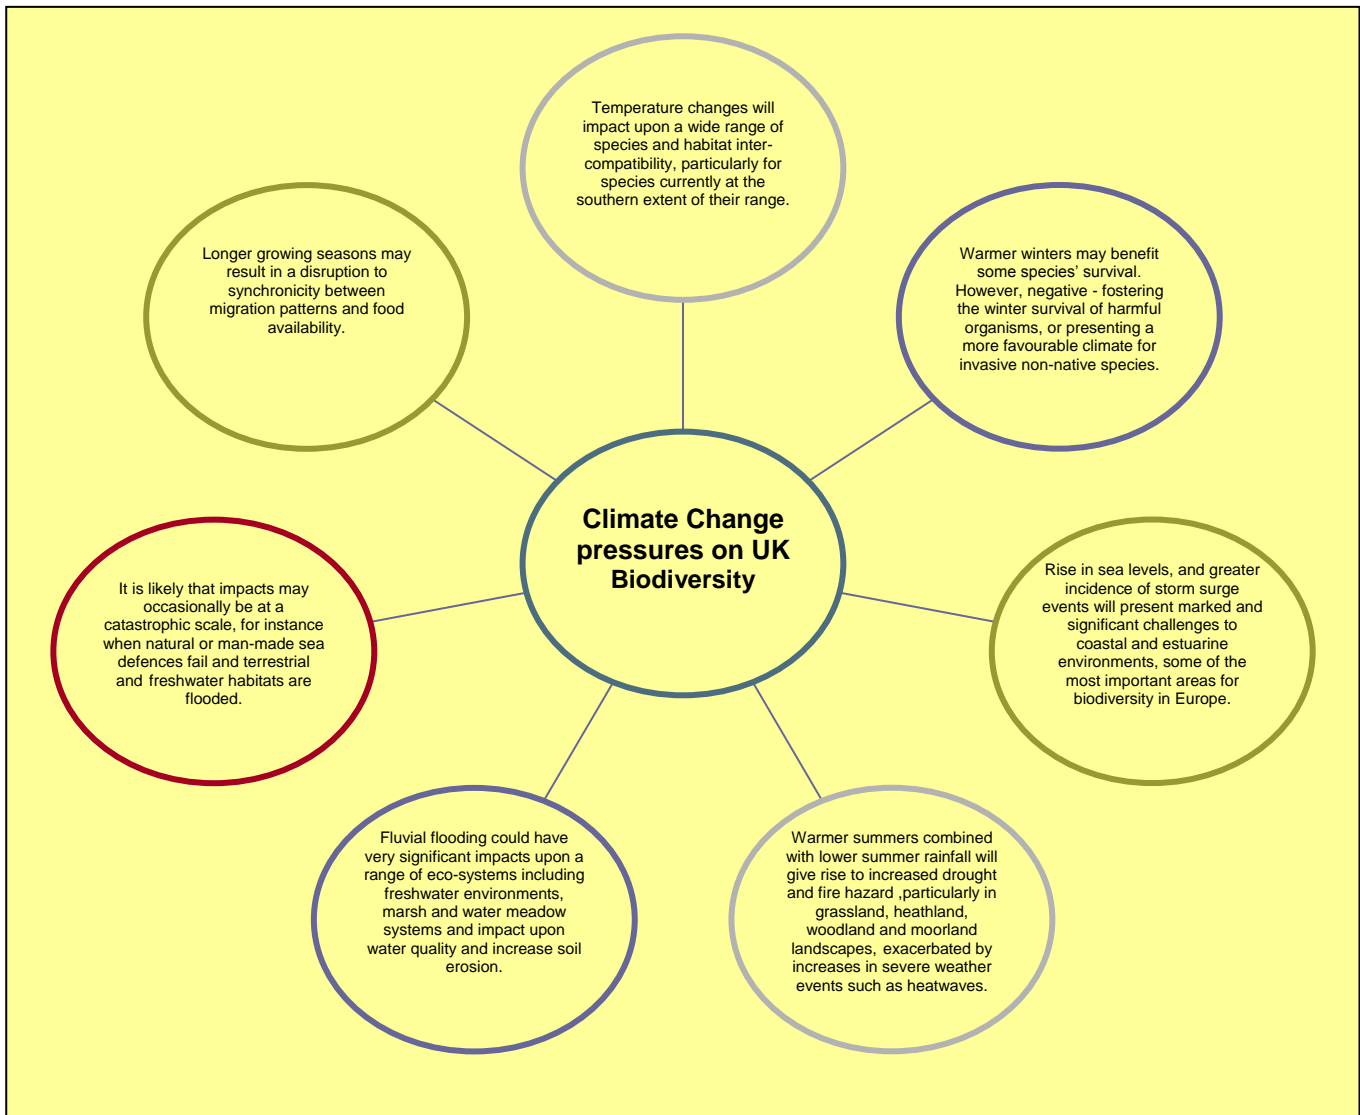 Temperature changes will
impact upon a wide range of
species and habitat inter-
compatibility, particularly for
species currently at the
southern extent of their range.
Longer growing seasons may
result in a disruption to
synchronicity between
migration patterns and food
availability.
Warmer winters may benefit
some species’ survival.
However, negative - fostering
the winter survival of harmful
organisms, or presenting a
more favourable climate for
invasive non-native species.
Climate Change
pressures on UK
Biodiversity
It is likely that impacts may
occasionally be at a
catastrophic scale, for instance
when natural or man-made sea
defences fail and terrestrial
and freshwater habitats are
flooded.
Rise in sea levels, and greater
incidence of storm surge
events will present marked and
significant challenges to
coastal and estuarine
environments, some of the
most important areas for
biodiversity in Europe.
Fluvial flooding could have
very significant impacts upon a
range of eco-systems including
freshwater environments,
marsh and water meadow
systems and impact upon
water quality and increase soil
erosion.
Warmer summers combined
with lower summer rainfall will
give rise to increased drought
and fire hazard ,particularly in
grassland, heathland,
woodland and moorland
landscapes, exacerbated by
increases in severe weather
events such as heatwaves.